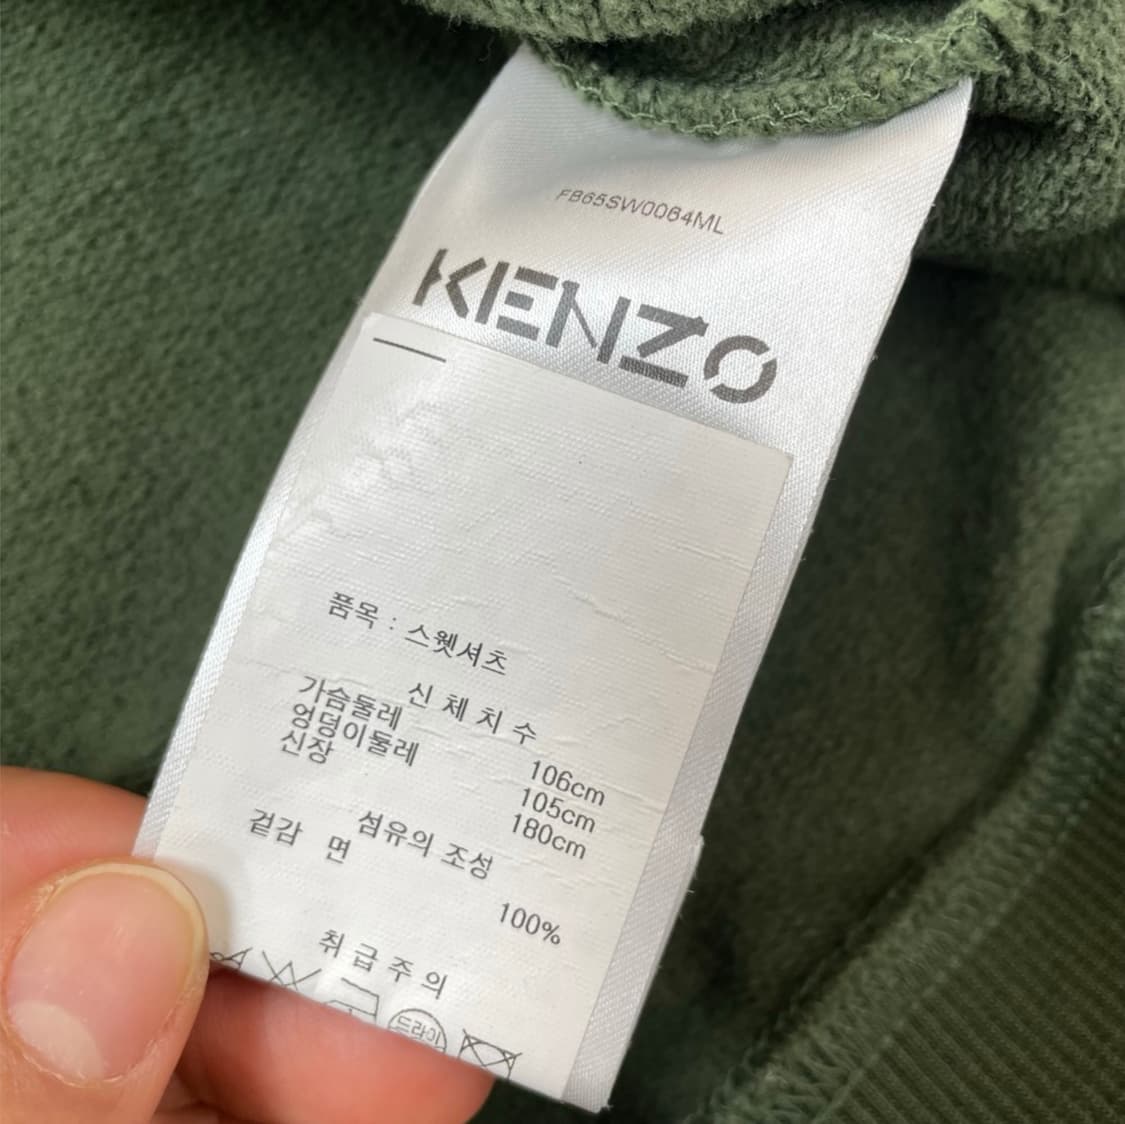 FB65SW0064ML
KENZO
품목 : 스웻셔츠
신 체 치 수
가슴둘레 106cm
엉덩이둘레 105cm
신장 180cm
섬유의 조성
겉감 면 100%
취 급 주 의
드라이